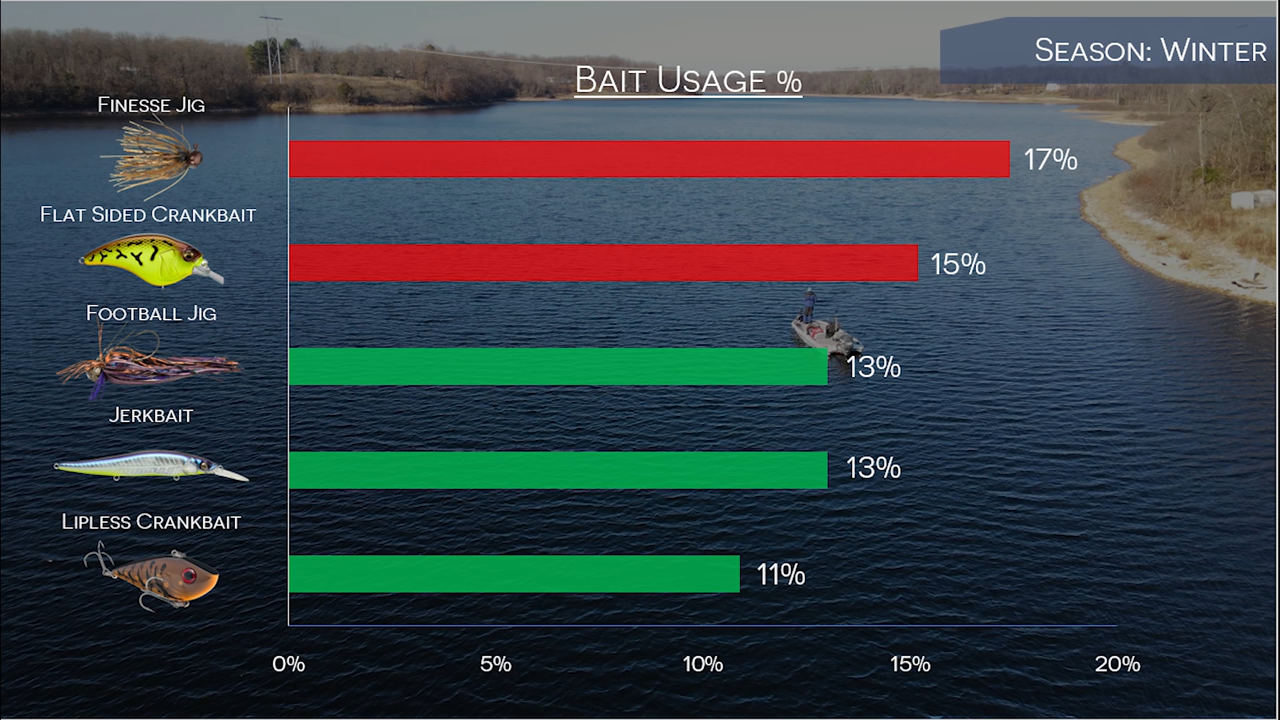 Season: Winter
Bait Usage %
Finesse Jig
17%
Flat Sided Crankbait
15%
Football Jig
13%
Jerkbait
13%
Lipless Crankbait
11%
0% 5% 10% 15% 20%